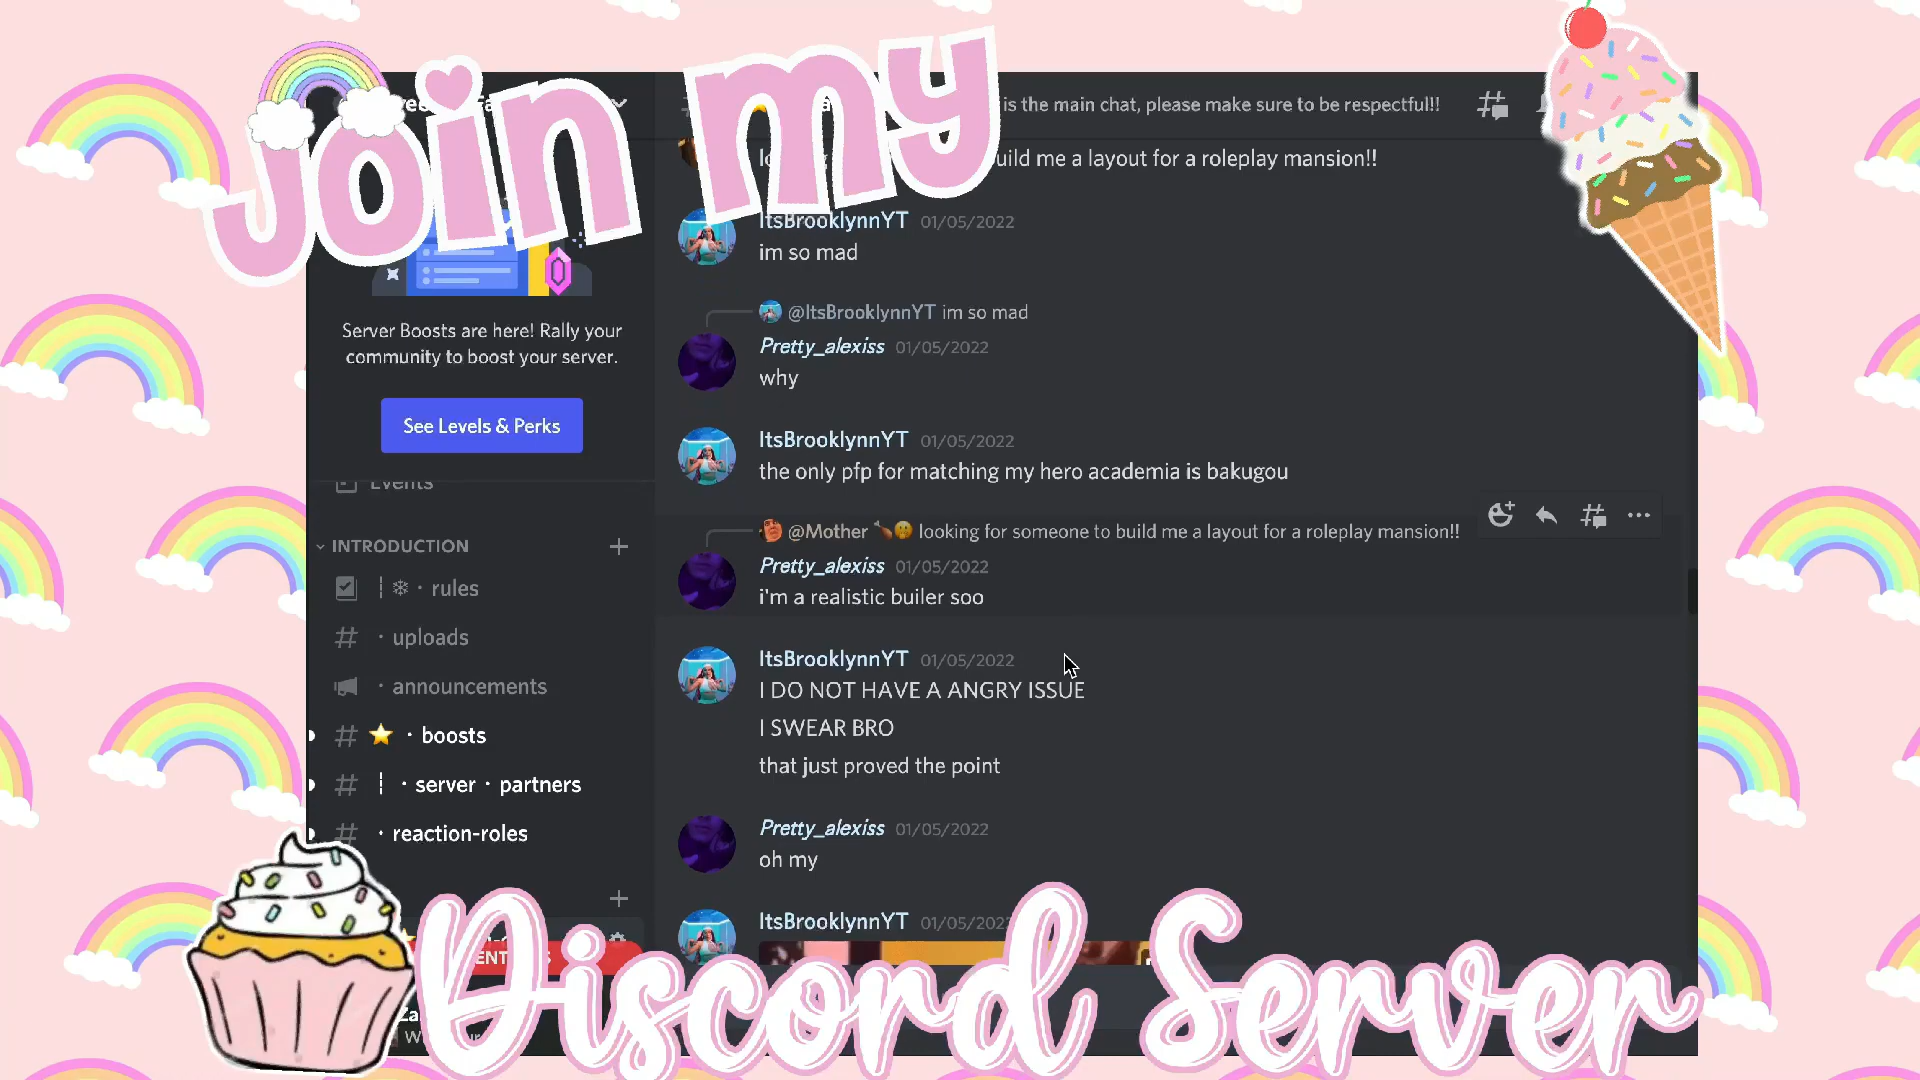 Join my
is the main chat, please make sure to be respectful!!
uild me a layout for a roleplay mansion!!
ItsBrooklynnYT 01/05/2022
im so mad
@ItsBrooklynnYT im so mad
Pretty_alexiss 01/05/2022
why
ItsBrooklynnYT 01/05/2022
the only pfp for matching my hero academia is bakugou
@Mother 🍗🤫 looking for someone to build me a layout for a roleplay mansion!!
Pretty_alexiss 01/05/2022
i'm a realistic builer soo
ItsBrooklynnYT 01/05/2022
I DO NOT HAVE A ANGRY ISSUE
I SWEAR BRO
that just proved the point
Pretty_alexiss 01/05/2022
oh my
ItsBrooklynnYT 01/05/202
Server Boosts are here! Rally your
community to boost your server.
See Levels & Perks
Events
INTRODUCTION
┆❄ · rules
· uploads
· announcements
⭐ · boosts
┆ · server · partners
· reaction-roles
Discord Server